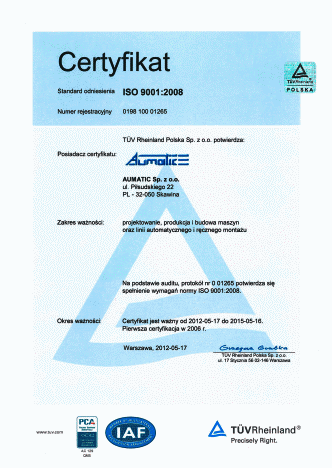 Certyfikat
Standard odniesienia ISO 9001:2008
TÜVRheinland
POLSKA
Numer rejestracyjny 0198 100 01265
TÜV Rheinland Polska Sp. z o.o. potwierdza:
Posiadacz certyfikatu: Aumatic
AUMATIC Sp. z o.o.
ul. Piłsudskiego 22
PL - 32-050 Skawina
Zakres ważności: projektowanie, produkcja i budowa maszyn
oraz linii automatycznego i ręcznego montażu
Na podstawie auditu, protokół nr 0 01265 potwierdza się
spełnienie wymagań normy ISO 9001:2008.
Okres ważności: Certyfikat jest ważny od 2012-05-17 do 2015-05-16.
Pierwsza certyfikacja w 2006 r.
Warszawa, 2012-05-17
TÜV Rheinland Polska Sp. z o.o.
ul. 17 Stycznia 56 02-146 Warszawa
www.tuv.com
PCA
IAF
QMS
TÜVRheinland®
Precisely Right.